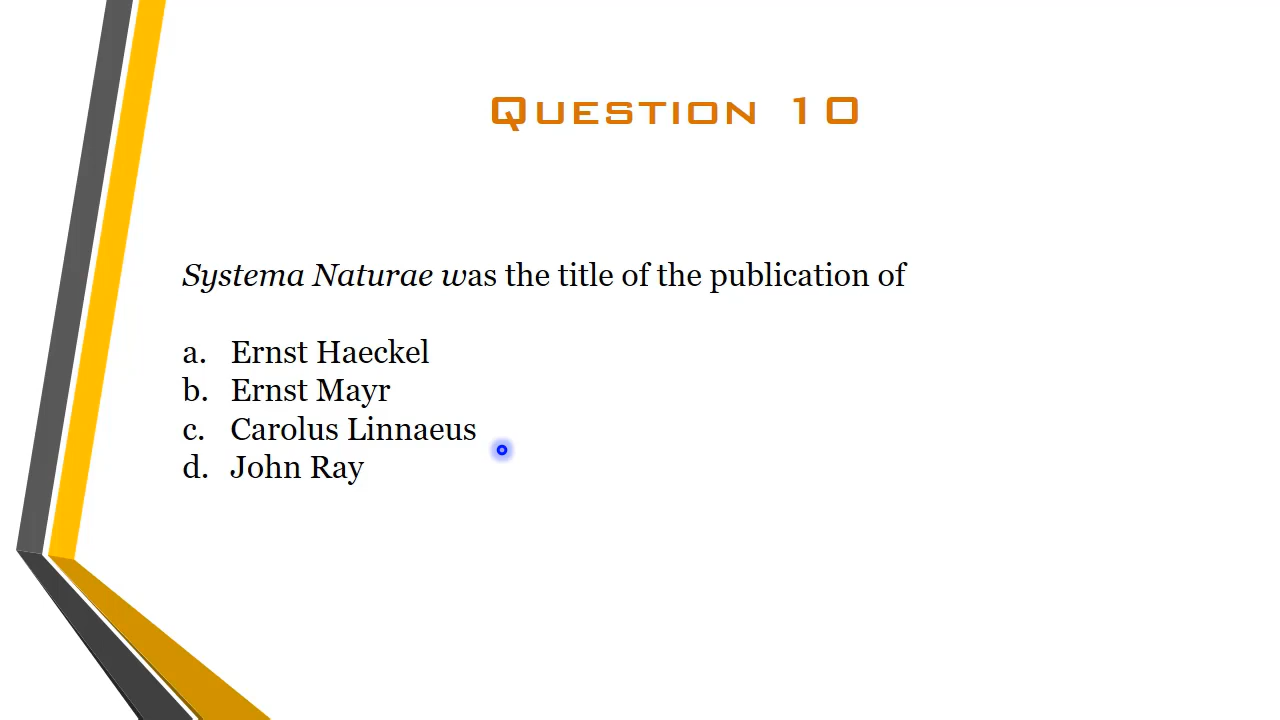 Question 10
Systema Naturae was the title of the publication of
a. Ernst Haeckel
b. Ernst Mayr
c. Carolus Linnaeus
d. John Ray